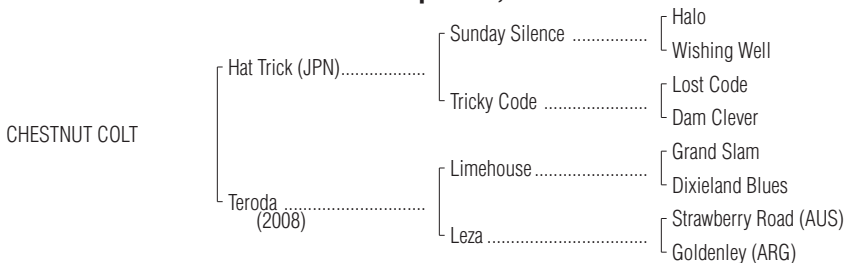 Halo
Sunday Silence ..................
Wishing Well
Hat Trick (JPN)...................
Lost Code
Tricky Code .........................
Dam Clever
CHESTNUT COLT
Grand Slam
Limehouse...........................
Dixieland Blues
Teroda ................................
(2008)
Strawberry Road (AUS)
Leza .....................................
Goldenley (ARG)